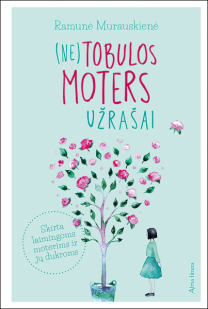 Ramunė Murauskienė
(NE)TOBULOS
MOTERS
UŽRAŠAI
Skirta
laimingoms
moterims ir
jų dukroms
Alma littera